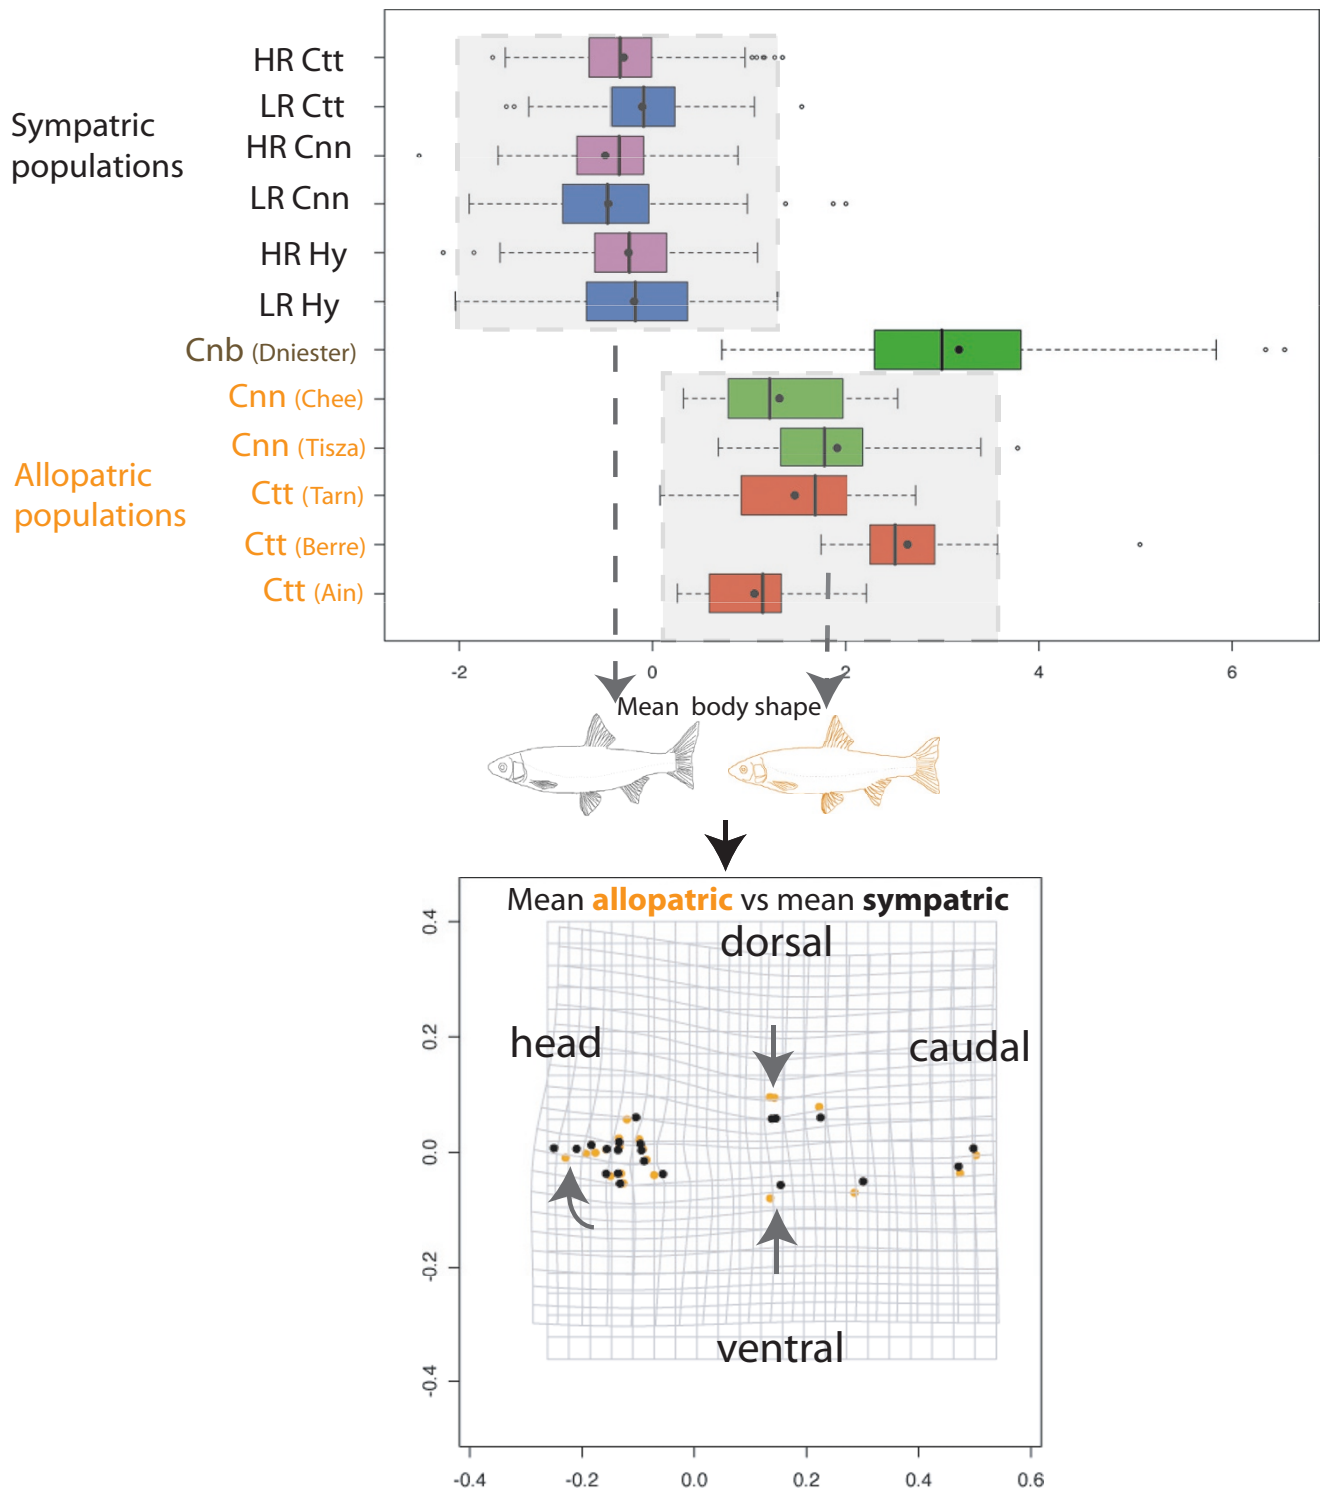 HR Ctt
LR Ctt
Sympatric
populations
HR Cnn
LR Cnn
HR Hy
LR Hy
Cnb (Dniester)
Cnn (Chee)
Cnn (Tisza)
Allopatric
populations
Ctt (Tarn)
Ctt (Berre)
Ctt (Ain)
-2 0 2 4 6
Mean body shape
Mean allopatric vs mean sympatric
dorsal
head
caudal
ventral
0.4
0.2
0.0
-0.2
-0.4
-0.4 -0.2 0.0 0.2 0.4 0.6